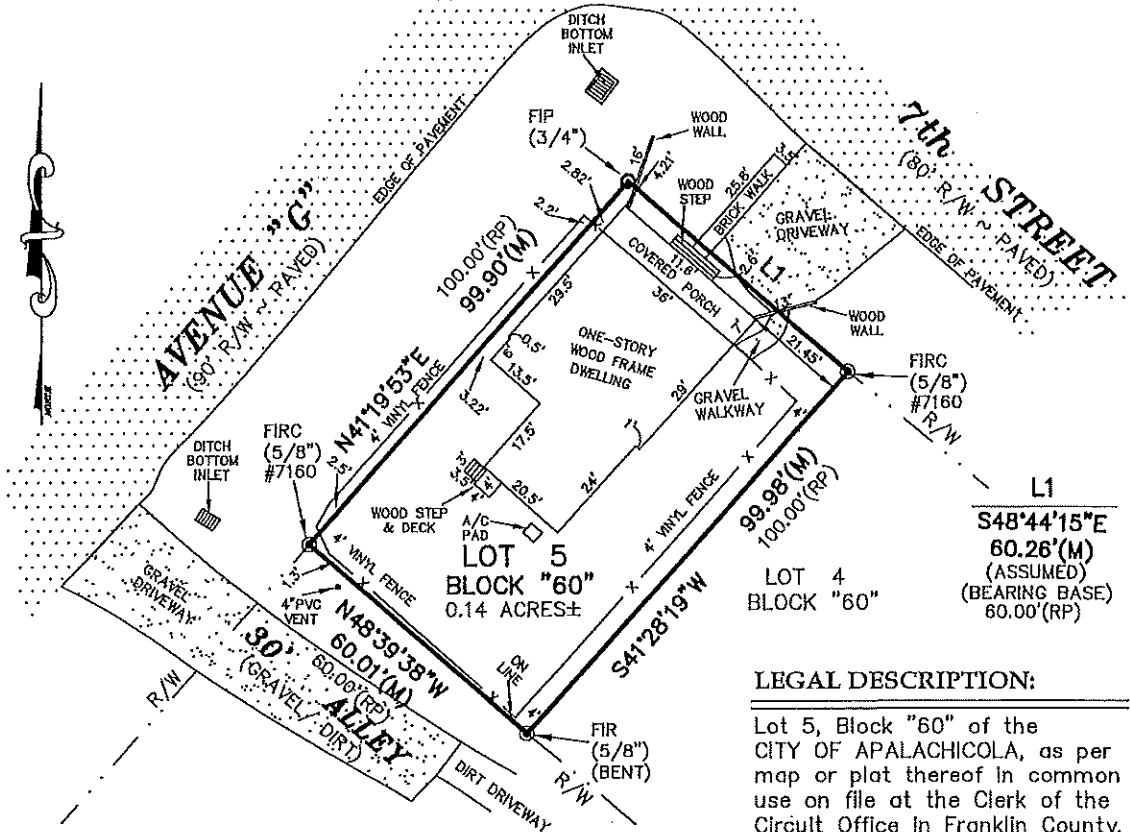 DITCH
BOTTOM
INLET
FIP
(3/4")
WOOD
WALL
16'
4.21'
2.82'
2.2'
WOOD
STEP
25.6'
BRICK WALK
3.5'
GRAVEL
DRIVEWAY
7th STREET
(80' R/W ~ PAVED)
EDGE OF PAVEMENT
EDGE OF PAVEMENT
AVENUE "G"
(90' R/W ~ PAVED)
100.00'(RP)
99.90'(M)
N41°19'53"E
4' VINYL FENCE
29.5'
COVERED PORCH
11.6'
36'
L1
WOOD
WALL
21.45'
7'
ONE-STORY
WOOD FRAME
DWELLING
0.5'
6'
13.5'
3.22'
17.5'
29'
1'
24'
GRAVEL
WALKWAY
4'
FIRC
(5/8")
#7160
R/W
FIRC
(5/8")
#7160
2.5'
DITCH
BOTTOM
INLET
3.5'
4'
4'
20.5'
WOOD STEP
& DECK
A/C
PAD
4' VINYL FENCE
99.98'(M)
100.00'(RP)
S41°28'19"W
LOT 5
BLOCK "60"
0.14 ACRES±
LOT 4
BLOCK "60"
L1
S48°44'15"E
60.26'(M)
(ASSUMED)
(BEARING BASE)
60.00'(RP)
4' VINYL FENCE
1.3'
4" PVC
VENT
GRAVEL
DRIVEWAY
N48°39'38"W
60.01'(M)
60.00'(RP)
30' ALLEY
(GRAVEL/DIRT)
R/W
ON
LINE
4'
FIR
(5/8")
(BENT)
R/W
DIRT DRIVEWAY
LEGAL DESCRIPTION:
Lot 5, Block "60" of the
CITY OF APALACHICOLA, as per
map or plat thereof in common
use on file at the Clerk of the
Circuit Office in Franklin County,